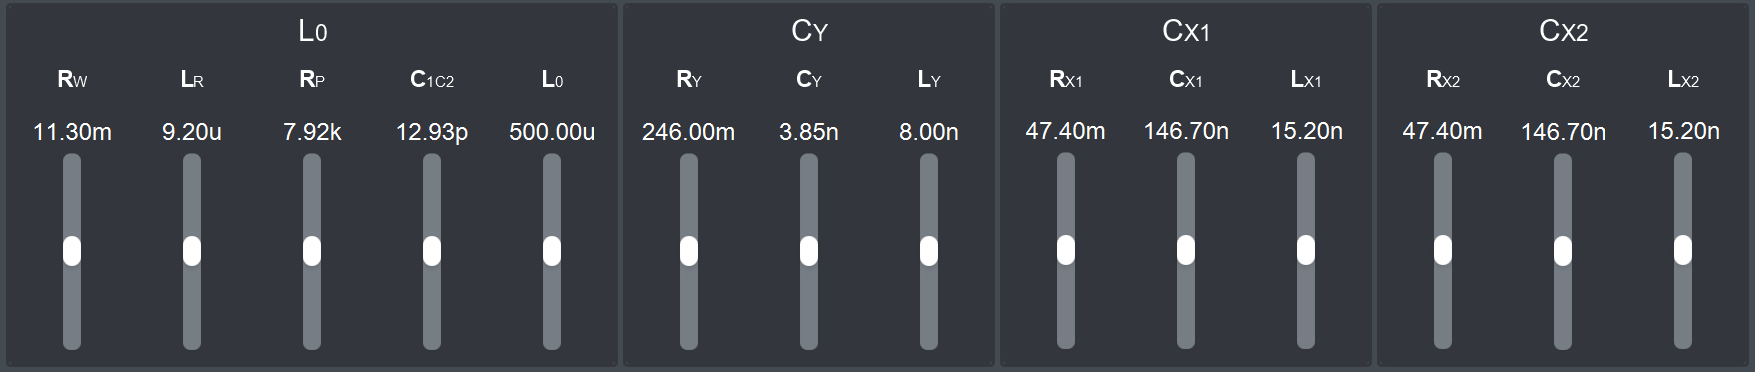 L0 CY CX1 CX2
RW LR RP C1C2 L0 RY CY LY RX1 CX1 LX1 RX2 CX2 LX2
11.30m 9.20u 7.92k 12.93p 500.00u 246.00m 3.85n 8.00n 47.40m 146.70n 15.20n 47.40m 146.70n 15.20n